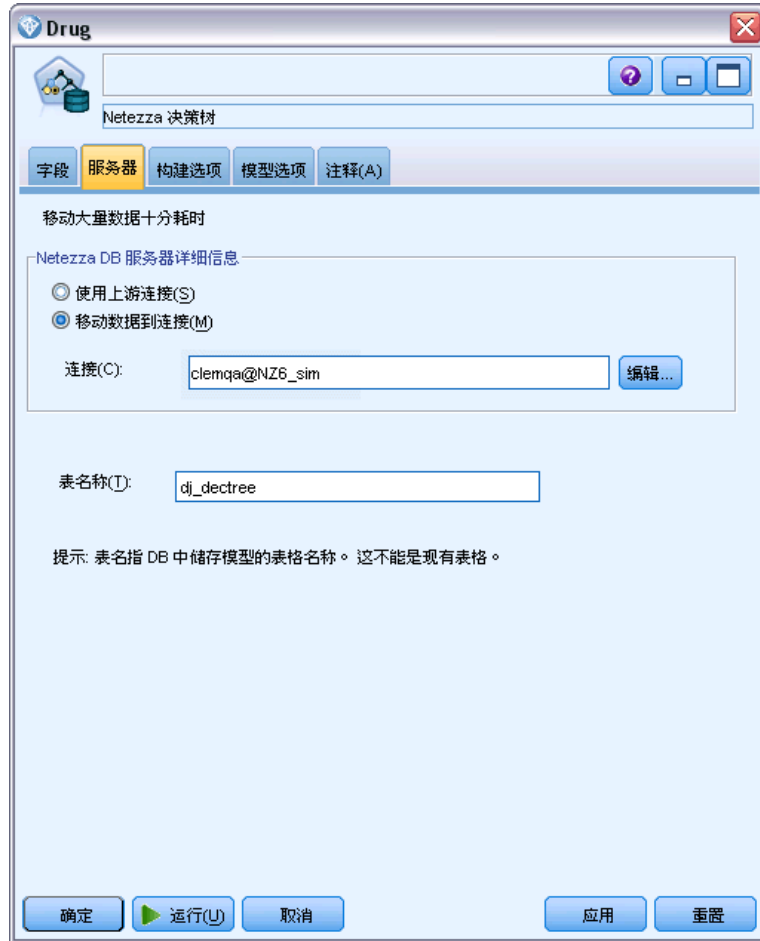 Drug
Netezza 决策树
字段 服务器 构建选项 模型选项 注释(A)
移动大量数据十分耗时
Netezza DB 服务器详细信息
使用上游连接(S)
移动数据到连接(M)
连接(C): clemqa@NZ6_sim 编辑...
表名称(T): dj_dectree
提示: 表名指 DB 中储存模型的表格名称。 这不能是现有表格。
确定 运行(U) 取消 应用 重置